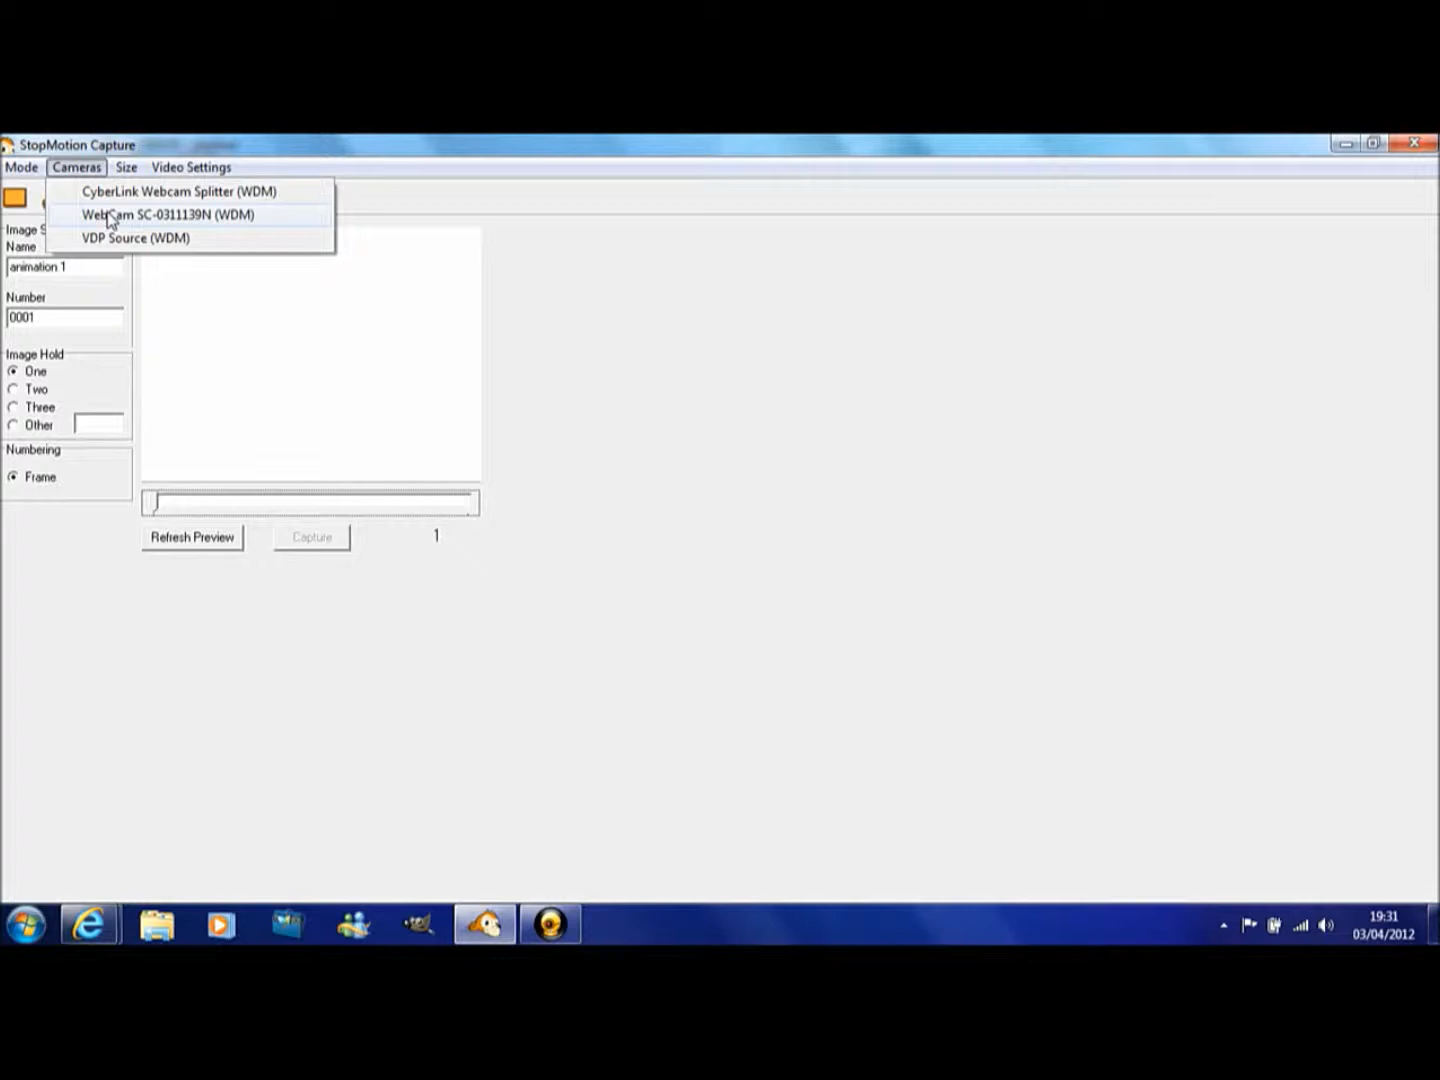 StopMotion Capture
Mode Cameras Size Video Settings
CyberLink Webcam Splitter (WDM)
WebCam SC-0311139N (WDM)
VDP Source (WDM)
Image S
Name
animation 1
Number
0001
Image Hold
One
Two
Three
Other
Numbering
Frame
Refresh Preview Capture 1
19:31
03/04/2012